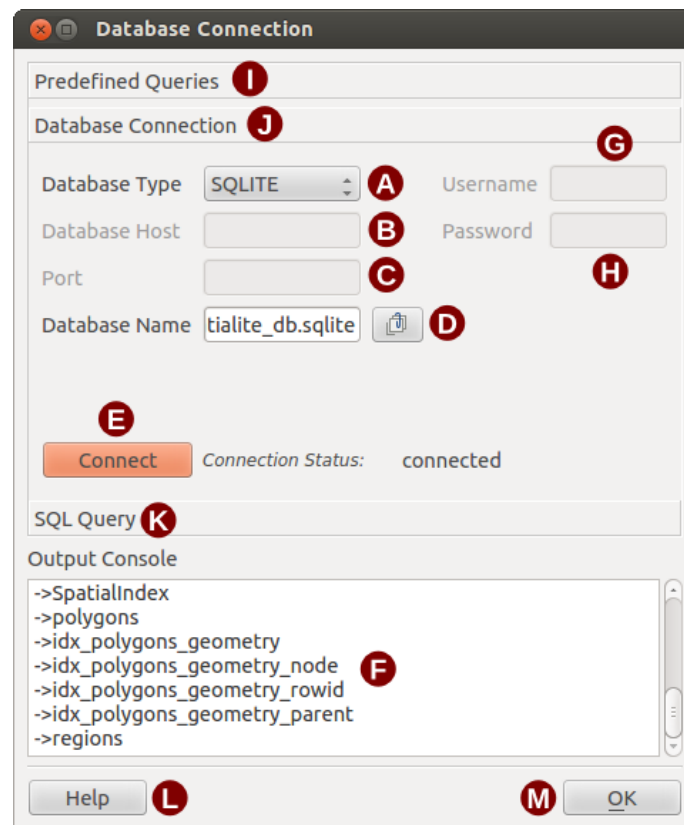 Database Connection
Predefined Queries I
Database Connection J
G
Database Type SQLITE A Username
Database Host B Password
Port C H
Database Name tialite_db.sqlite D
E
Connect Connection Status: connected
SQL Query K
Output Console
->SpatialIndex
->polygons
->idx_polygons_geometry
->idx_polygons_geometry_node
F
->idx_polygons_geometry_rowid
->idx_polygons_geometry_parent
->regions
Help L M OK